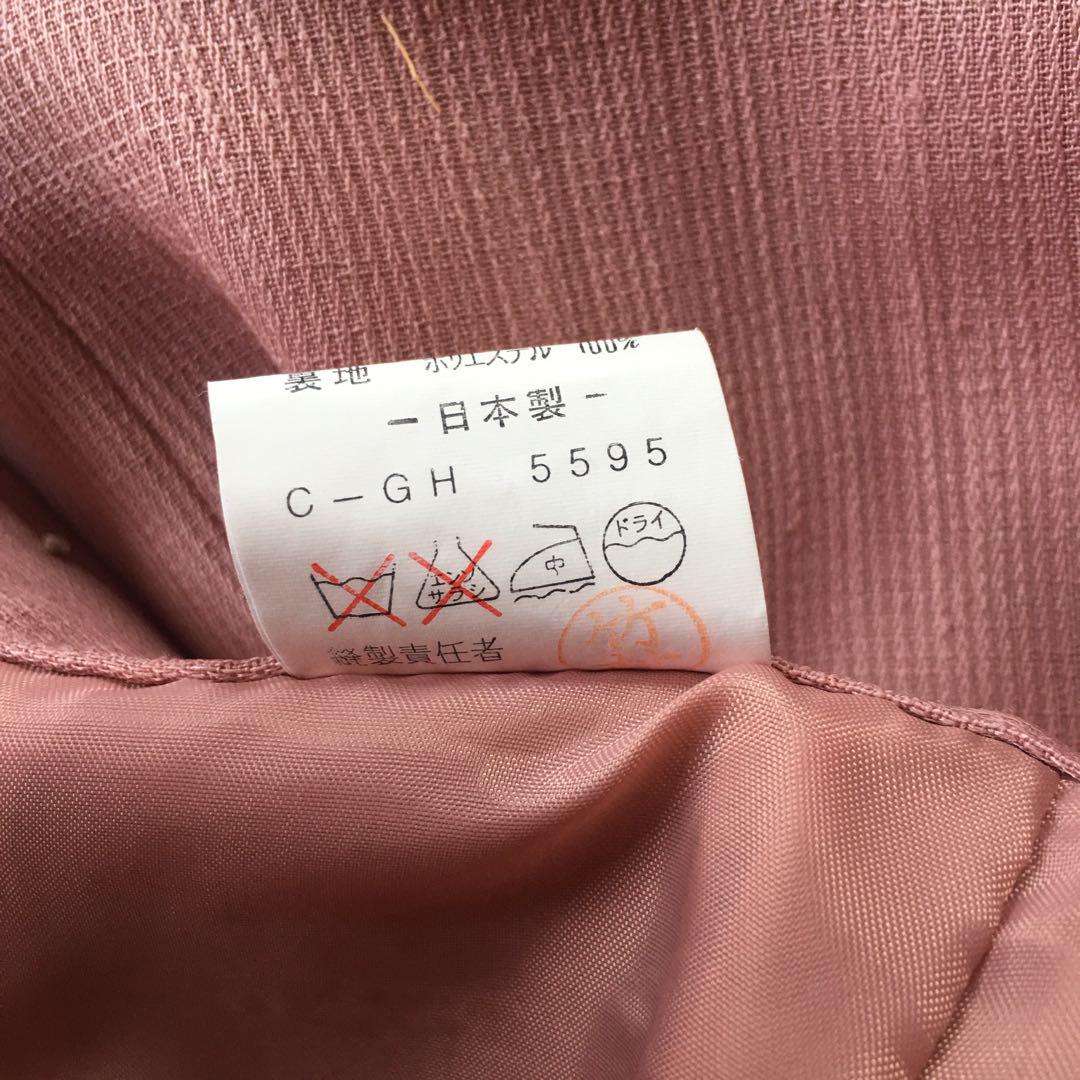 裏地 ポリエステル 100%
-日本製-
C-GH 5595
エンソ サラシ 中 ドライ
縫製責任者 竹